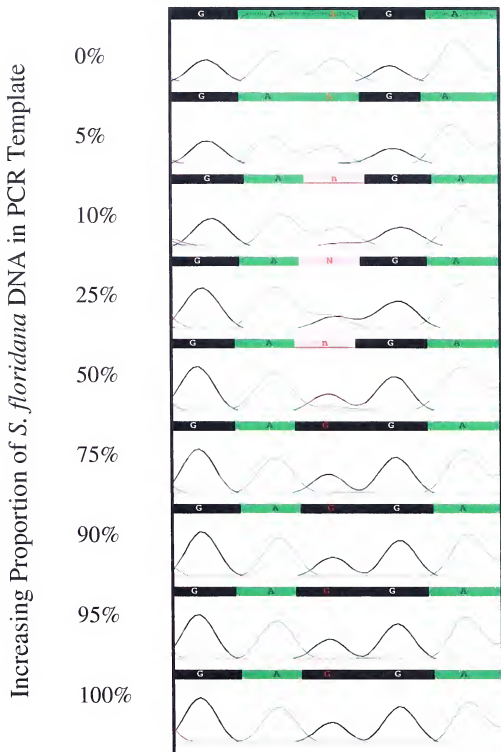 Increasing Proportion of S. floridana DNA in PCR Template
G A G A
0%
G A G A
5%
G A n G A
10%
G A N G A
25%
G A n G A
50%
G A G G A
75%
G A G G A
90%
G A G G A
95%
G A G G A
100%